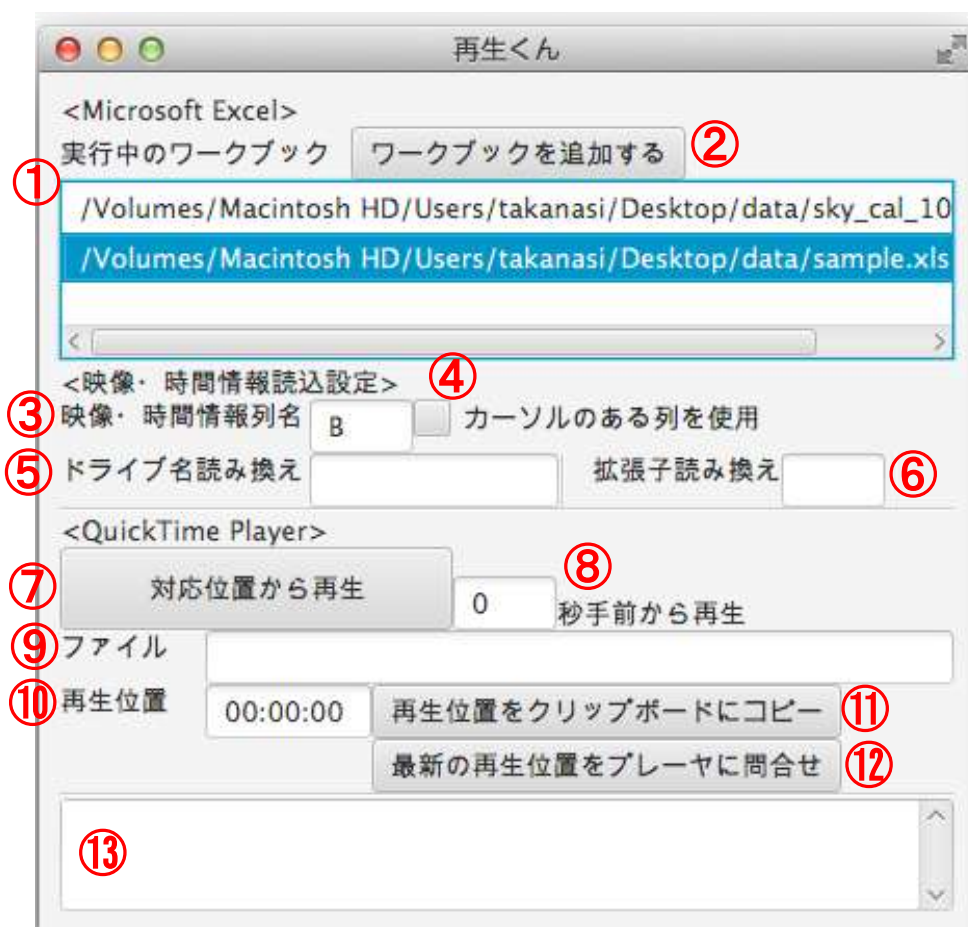 再生くん
<Microsoft Excel>
実行中のワークブック ワークブックを追加する ②
①
/Volumes/Macintosh HD/Users/takanasi/Desktop/data/sky_cal_10
/Volumes/Macintosh HD/Users/takanasi/Desktop/data/sample.xls
<映像・時間情報読込設定> ④
③ 映像・時間情報列名 B カーソルのある列を使用
⑤ ドライブ名読み換え 拡張子読み換え ⑥
<QuickTime Player>
⑦ 対応位置から再生 0 秒手前から再生 ⑧
⑨ ファイル
⑩ 再生位置 00:00:00 再生位置をクリップボードにコピー ⑪
最新の再生位置をプレーヤに問合せ ⑫
⑬